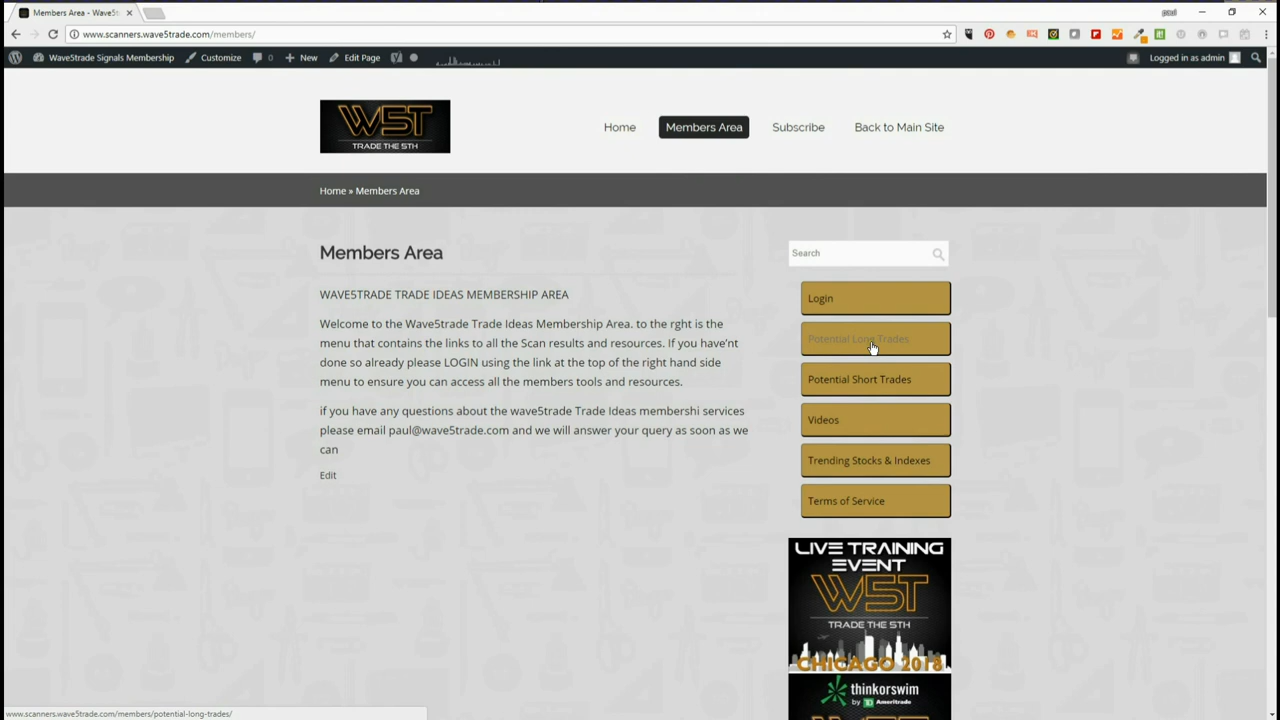 Members Area - Wave5t
paul
www.scanners.wave5trade.com/members/
Wave5trade Signals Membership
Customize
0
New
Edit Page
Logged in as admin
W5T
TRADE THE 5TH
Home
Members Area
Subscribe
Back to Main Site
Home » Members Area
Members Area
Search
WAVE5TRADE TRADE IDEAS MEMBERSHIP AREA
Welcome to the Wave5trade Trade Ideas Membership Area. to the rght is the
menu that contains the links to all the Scan results and resources. If you have'nt
done so already please LOGIN using the link at the top of the right hand side
menu to ensure you can access all the members tools and resources.
if you have any questions about the wave5trade Trade Ideas membershi services
please email paul@wave5trade.com and we will answer your query as soon as we
can
Edit
Login
Potential Long Trades
Potential Short Trades
Videos
Trending Stocks & Indexes
Terms of Service
LIVE TRAINING
EVENT
W5T
TRADE THE 5TH
CHICAGO 2018
thinkorswim
by TD Ameritrade
www.scanners.wave5trade.com/members/potential-long-trades/